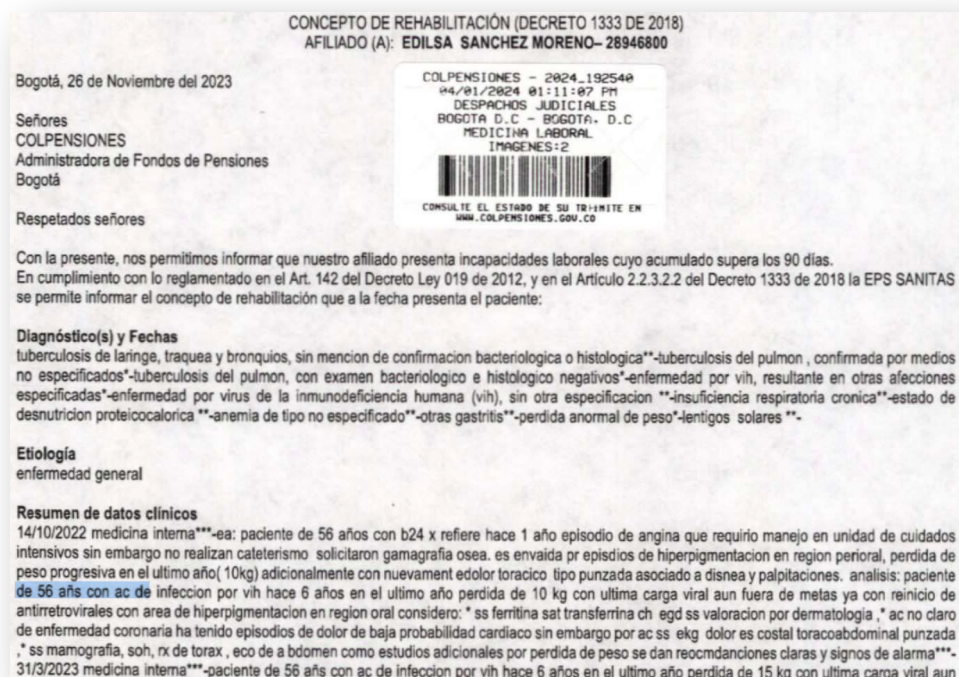 CONCEPTO DE REHABILITACIÓN (DECRETO 1333 DE 2018)
AFILIADO (A): EDILSA SANCHEZ MORENO– 28946800
Bogotá, 26 de Noviembre del 2023
COLPENSIONES - 2024_192540
04/01/2024 01:11:07 PM
DESPACHOS JUDICIALES
BOGOTA D.C - BOGOTA, D.C
MEDICINA LABORAL
IMAGENES:2
CONSULTE EL ESTADO DE SU TRAMITE EN
WWW.COLPENSIONES.GOV.CO
Señores
COLPENSIONES
Administradora de Fondos de Pensiones
Bogotá
Respetados señores
Con la presente, nos permitimos informar que nuestro afiliado presenta incapacidades laborales cuyo acumulado supera los 90 días.
En cumplimiento con lo reglamentado en el Art. 142 del Decreto Ley 019 de 2012, y en el Artículo 2.2.3.2.2 del Decreto 1333 de 2018 la EPS SANITAS
se permite informar el concepto de rehabilitación que a la fecha presenta el paciente:
Diagnóstico(s) y Fechas
tuberculosis de laringe, traquea y bronquios, sin mencion de confirmacion bacteriologica o histologica**-tuberculosis del pulmon , confirmada por medios
no especificados*-tuberculosis del pulmon, con examen bacteriologico e histologico negativos*-enfermedad por vih, resultante en otras afecciones
especificadas*-enfermedad por virus de la inmunodeficiencia humana (vih), sin otra especificacion **-insuficiencia respiratoria cronica**-estado de
desnutricion proteicocalorica **-anemia de tipo no especificado**-otras gastritis**-perdida anormal de peso*-lentigos solares **-
Etiología
enfermedad general
Resumen de datos clínicos
14/10/2022 medicina interna***-ea: paciente de 56 años con b24 x refiere hace 1 año episodio de angina que requirio manejo en unidad de cuidados
intensivos sin embargo no realizan cateterismo solicitaron gamagrafia osea. es envaida pr episdios de hiperpigmentacion en region perioral, perdida de
peso progresiva en el ultimo año( 10kg) adicionalmente con nuevament edolor toracico tipo punzada asociado a disnea y palpitaciones. analisis: paciente
de 56 añs con ac de infeccion por vih hace 6 años en el ultimo año perdida de 10 kg con ultima carga viral aun fuera de metas ya con reinicio de
antirretrovirales con area de hiperpigmentacion en region oral considero: * ss ferritina sat transferrina ch egd ss valoracion por dermatologia ,* ac no claro
de enfermedad coronaria ha tenido episodios de dolor de baja probabilidad cardiaco sin embargo por ac ss ekg dolor es costal toracoabdominal punzada
,* ss mamografia, soh, rx de torax , eco de a bdomen como estudios adicionales por perdida de peso se dan reocmdanciones claras y signos de alarma***-
31/3/2023 medicina interna***-paciente de 56 añs con ac de infeccion por vih hace 6 años en el ultimo año perdida de 15 kg con ultima carga viral aun